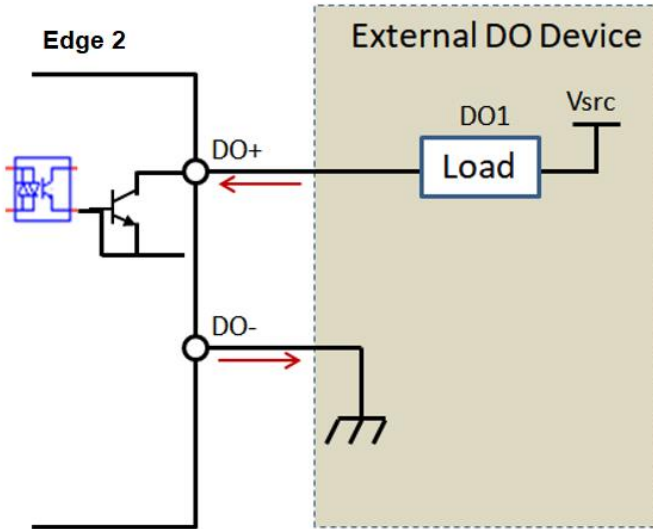 Edge 2
External DO Device
DO1
Vsrc
DO+
Load
DO-